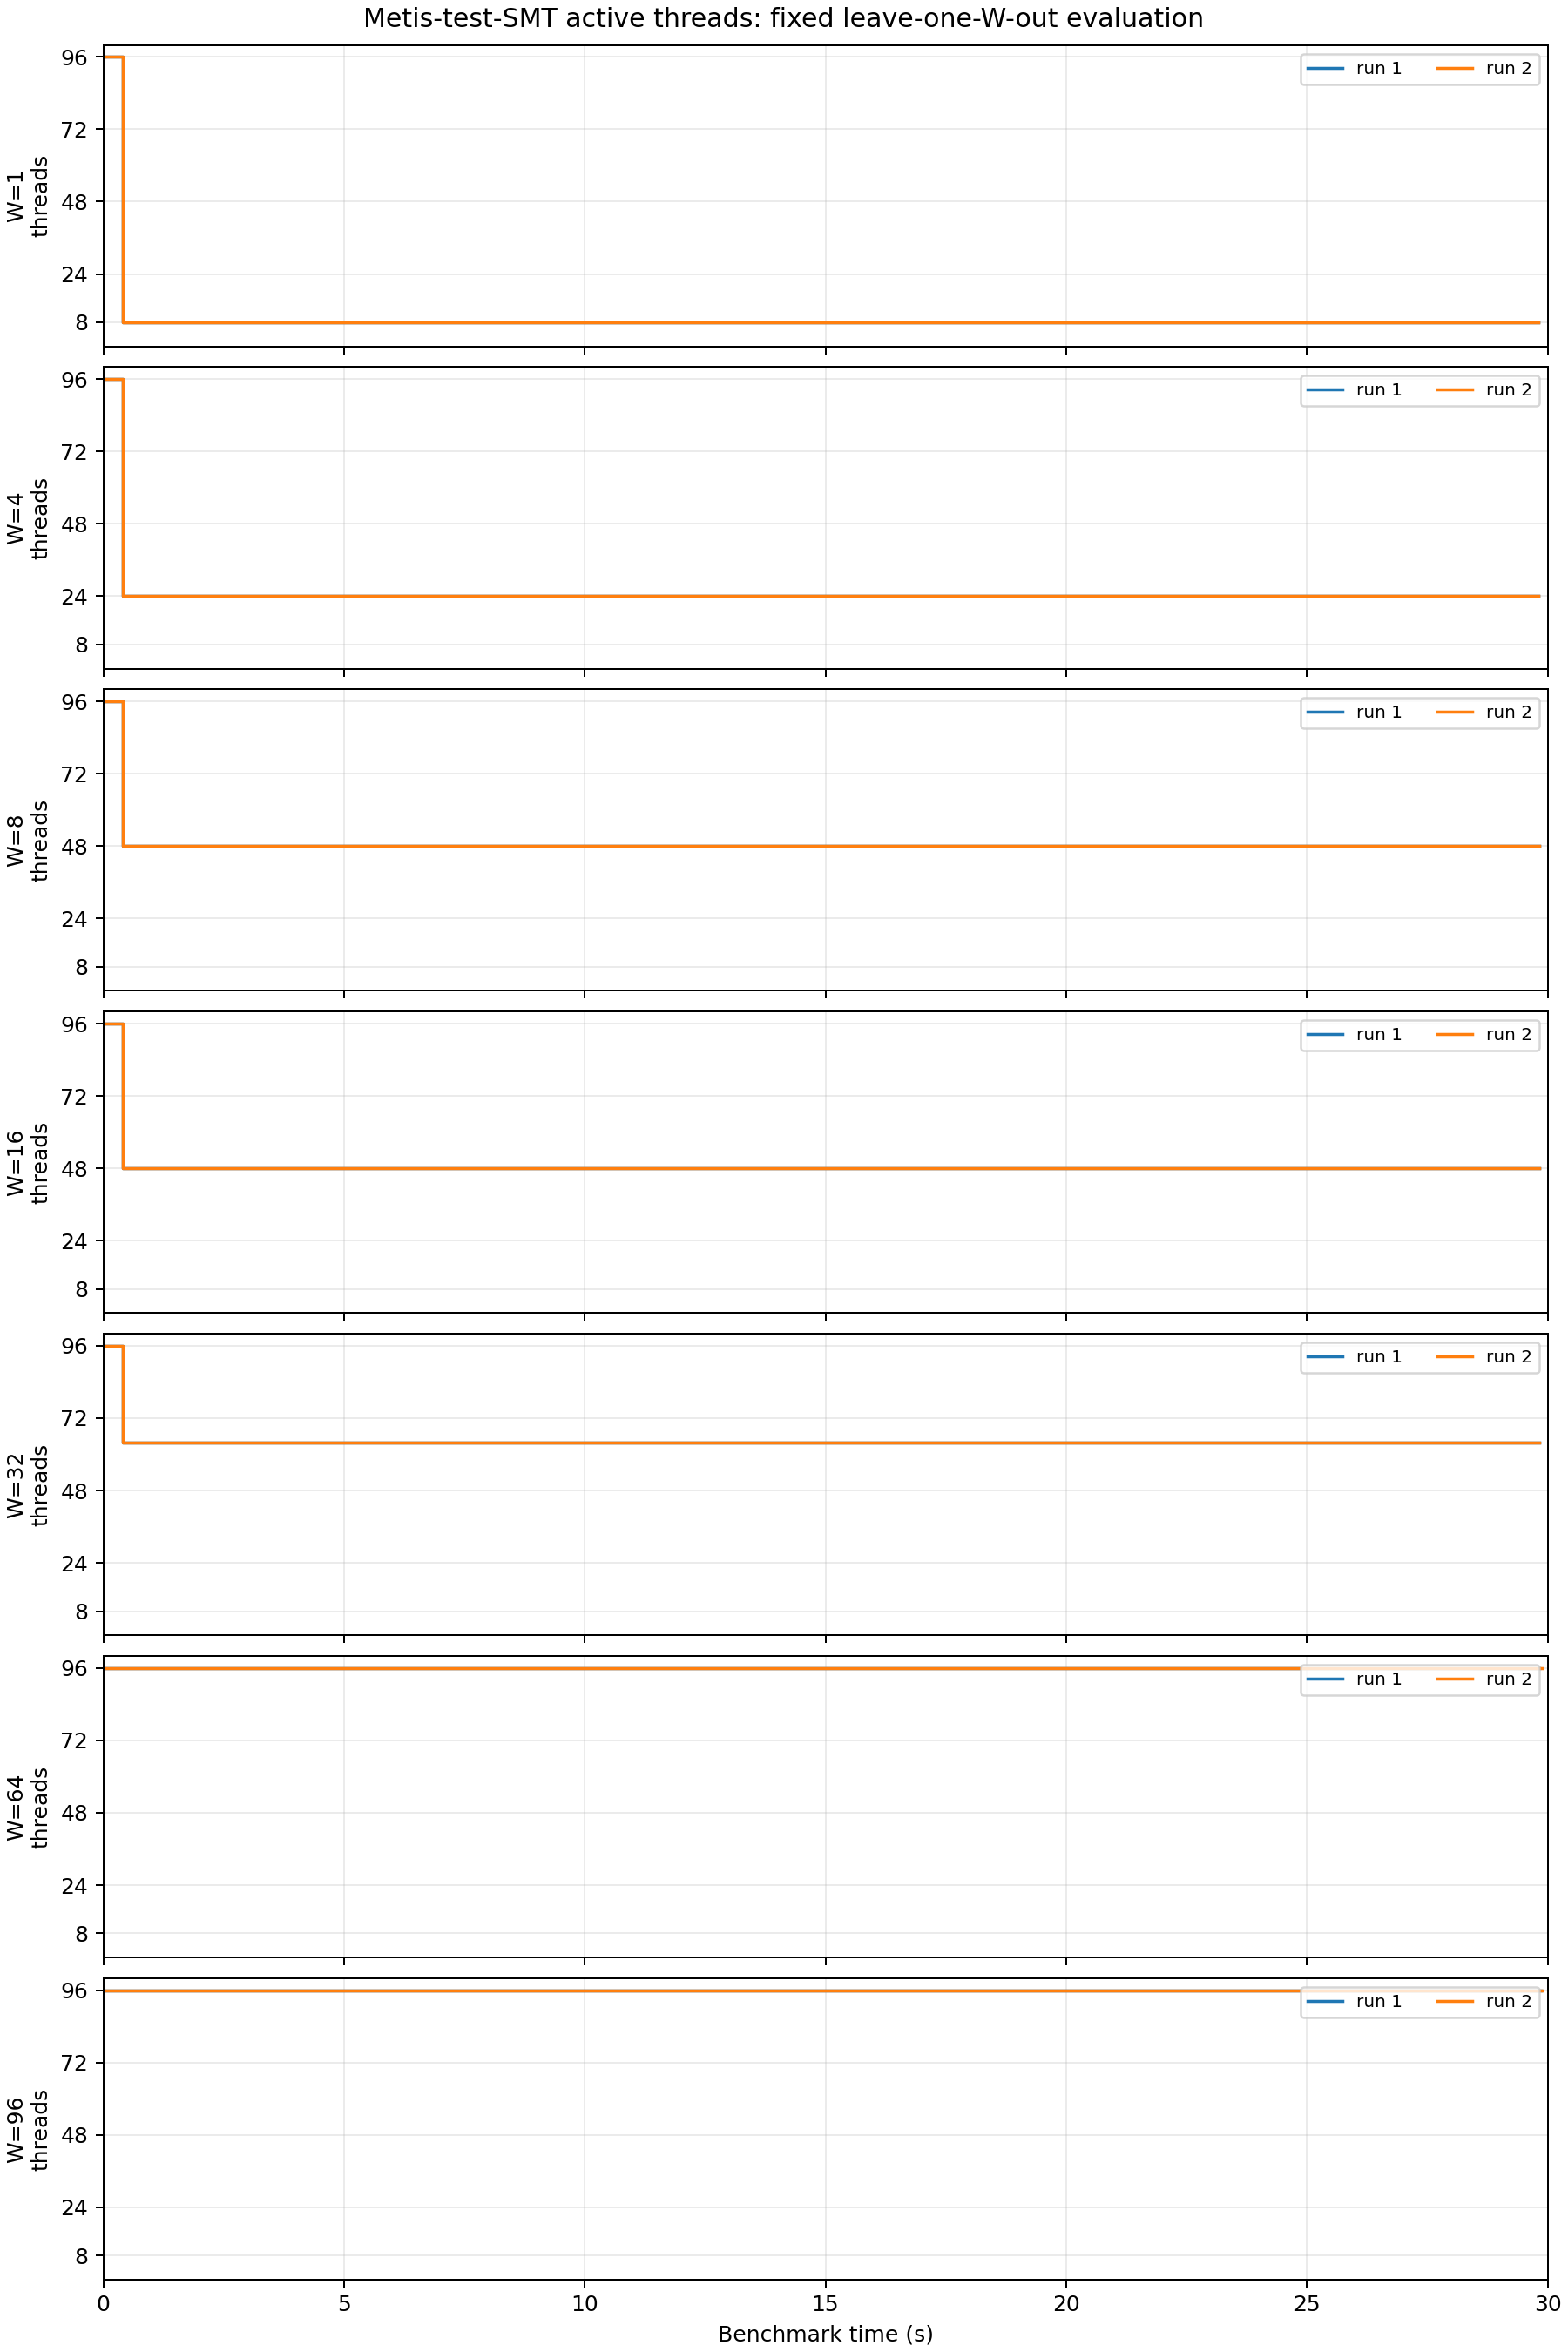 Metis-test-SMT active threads: fixed leave-one-W-out evaluation
96
72
48
24
8
W=1
threads
run 1
run 2
96
72
48
24
8
W=4
threads
run 1
run 2
96
72
48
24
8
W=8
threads
run 1
run 2
96
72
48
24
8
W=16
threads
run 1
run 2
96
72
48
24
8
W=32
threads
run 1
run 2
96
72
48
24
8
W=64
threads
run 1
run 2
96
72
48
24
8
W=96
threads
run 1
run 2
0 5 10 15 20 25 30
Benchmark time (s)